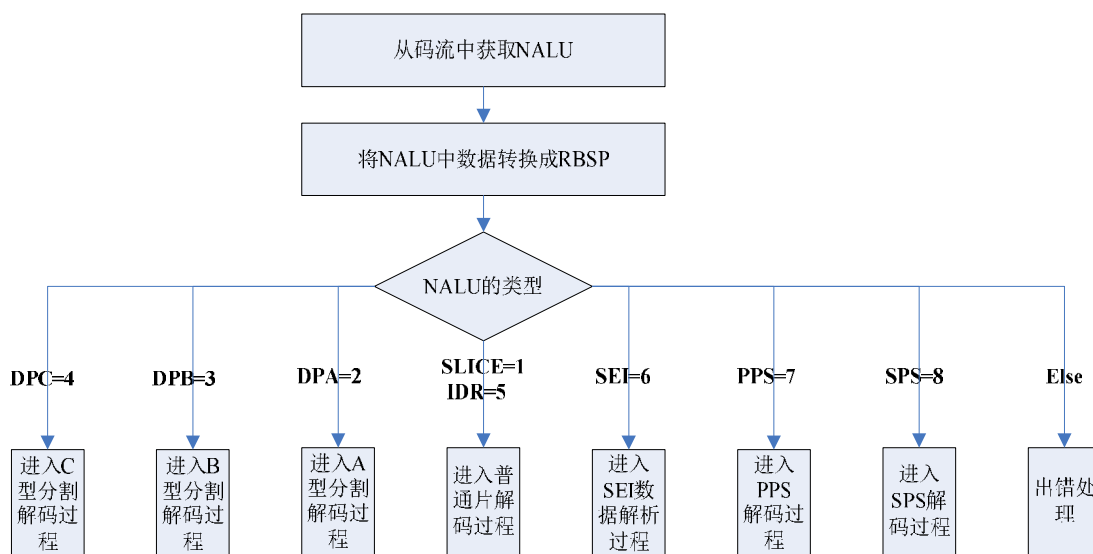 从码流中获取NALU
将NALU中数据转换成RBSP
NALU的类型
DPC=4
DPB=3
DPA=2
SLICE=1
IDR=5
SEI=6
PPS=7
SPS=8
Else
进入C
型分割
解码过
程
进入B
型分割
解码过
程
进入A
型分割
解码过
程
进入普
通片解
码过程
进入
SEI数
据解析
过程
进入
PPS
解码过
程
进入
SPS解
码过程
出错处
理